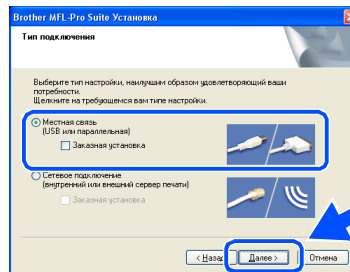 Brother MFL-Pro Suite Установка
Тип подключения
Выберите тип настройки, наилучшим образом удовлетворяющий ваши
потребности.
Щелкните на требующемся вам типе настройки.
Местная связь
(USB или параллельная)
Заказная установка
Сетевое подключение
(внутренний или внешний сервер печати)
Заказная установка
< Назад Далее > Отмена